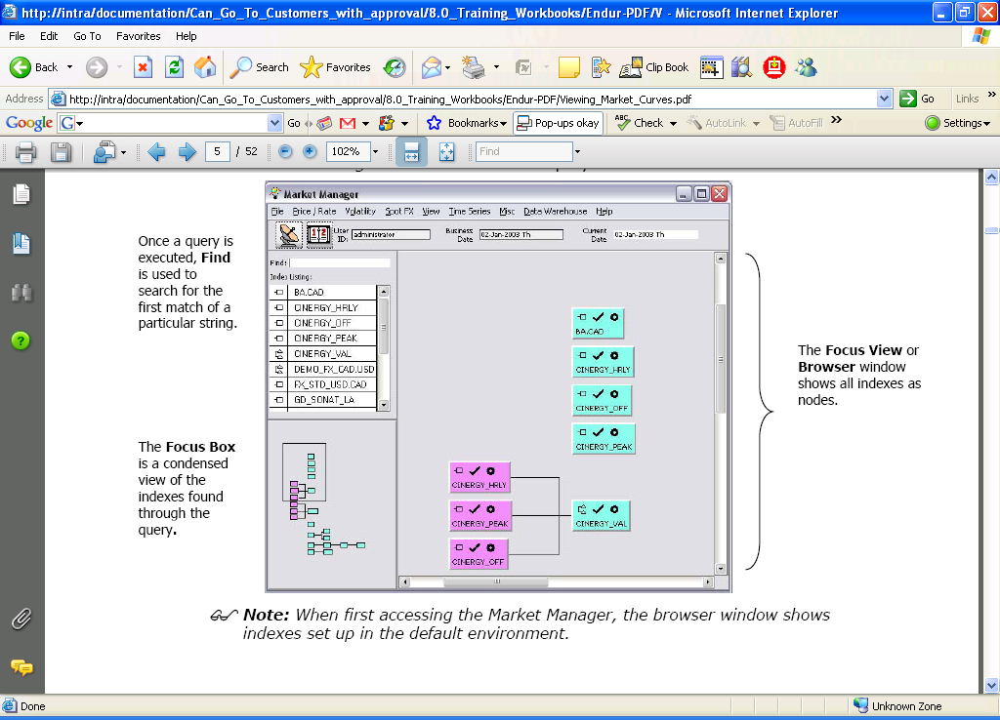 http://intra/documentation/Can_Go_To_Customers_with_approval/8.0_Training_Workbooks/Endur-PDF/V - Microsoft Internet Explorer
File Edit Go To Favorites Help
Back Search Favorites Clip Book
Address http://intra/documentation/Can_Go_To_Customers_with_approval/8.0_Training_Workbooks/Endur-PDF/Viewing_Market_Curves.pdf Go Links
Google G Go Bookmarks Pop-ups okay ABC Check AutoLink AutoFill Settings
5 / 52 102% Find
Market Manager
File Price / Rate Volatility Spot FX View Time Series Misc Data Warehouse Help
User ID: administrator Business Date 02-Jan-2003 Th Current Date 02-Jan-2003 Th
Find:
Index Listing:
BA.CAD
CINERGY_HRLY
CINERGY_OFF
CINERGY_PEAK
CINERGY_VAL
DEMO_FX_CAD.USD
FX_STD_USD.CAD
GD_SONAT_LA
BA.CAD
CINERGY_HRLY
CINERGY_OFF
CINERGY_PEAK
CINERGY_HRLY
CINERGY_PEAK
CINERGY_VAL
CINERGY_OFF
Once a query is
executed, Find
is used to
search for the
first match of a
particular string.
The Focus Box
is a condensed
view of the
indexes found
through the
query.
The Focus View or
Browser window
shows all indexes as
nodes.
Note: When first accessing the Market Manager, the browser window shows
indexes set up in the default environment.
Done Unknown Zone